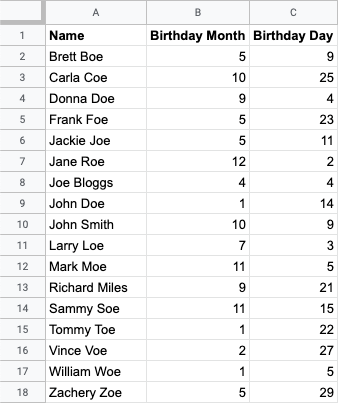 A B C
1 Name Birthday Month Birthday Day
2 Brett Boe 5 9
3 Carla Coe 10 25
4 Donna Doe 9 4
5 Frank Foe 5 23
6 Jackie Joe 5 11
7 Jane Roe 12 2
8 Joe Bloggs 4 4
9 John Doe 1 14
10 John Smith 10 9
11 Larry Loe 7 3
12 Mark Moe 11 5
13 Richard Miles 9 21
14 Sammy Soe 11 15
15 Tommy Toe 1 22
16 Vince Voe 2 27
17 William Woe 1 5
18 Zachery Zoe 5 29